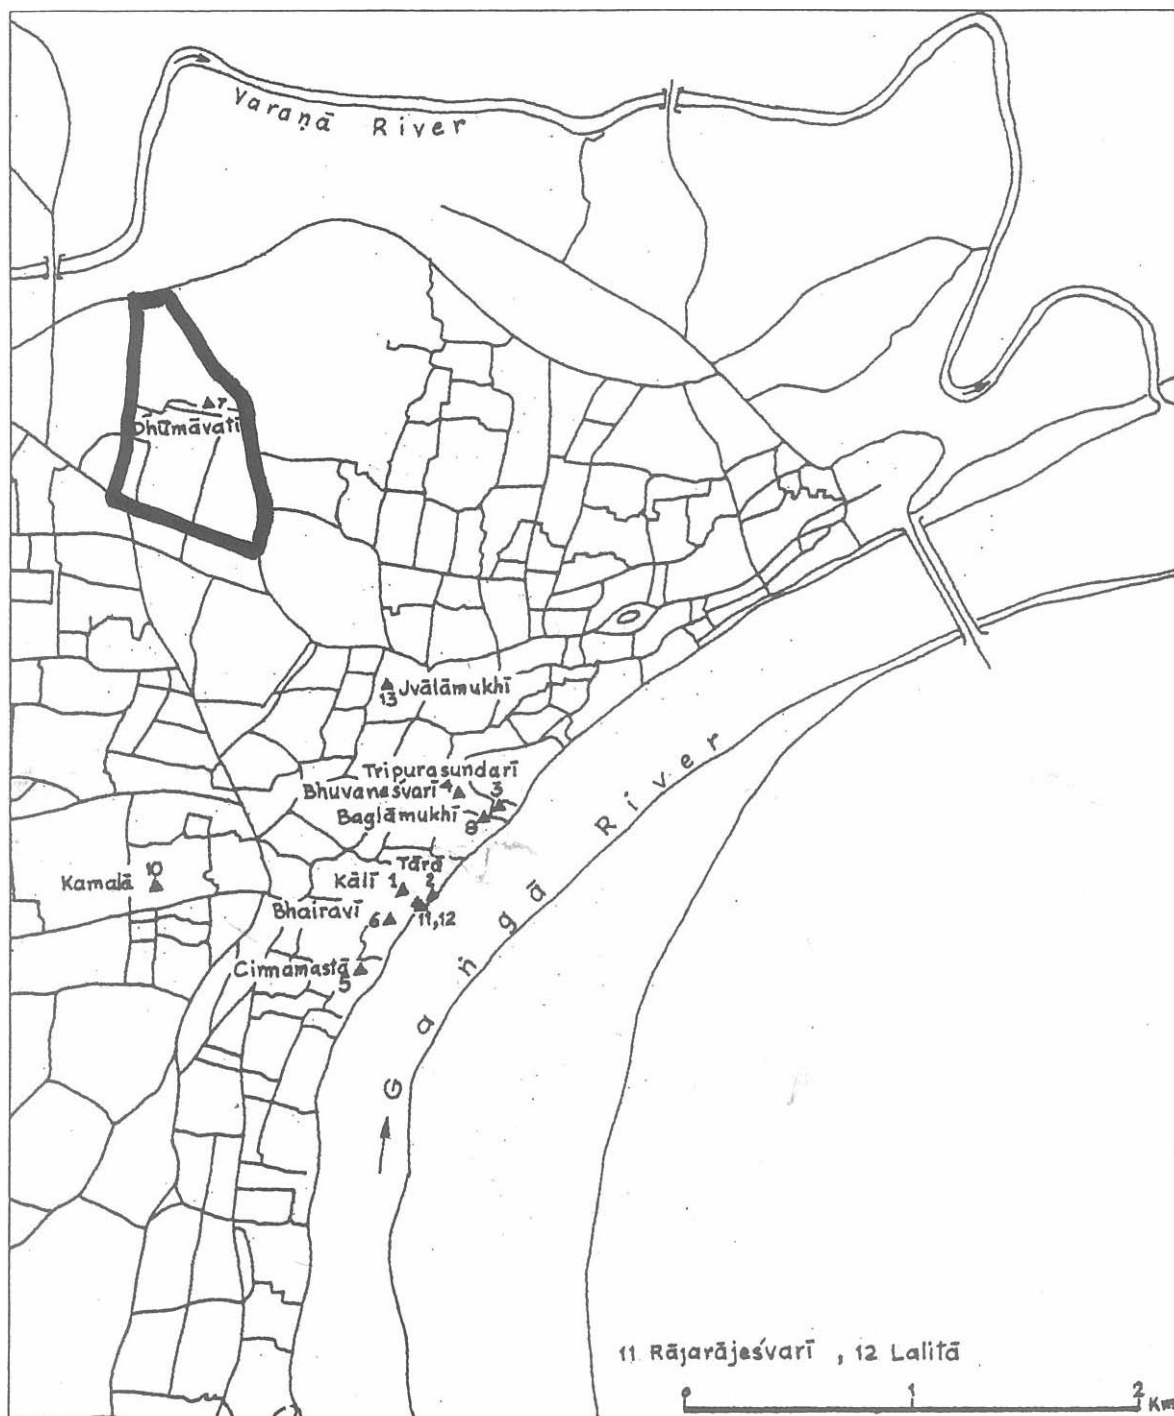 Varaṇā River
7
Dhūmāvatī
13 Jvālāmukhī
Tripurasundarī
Bhuvaneśvarī 4
3
Baglāmukhī 8
Tārā
Kālī 1 2
10
Kamalā
Bhairavī
6 11,12
Cinnamastā
5
Gaṅgā River
11 Rājarājeśvarī , 12 Lalitā
0 1 2 Km